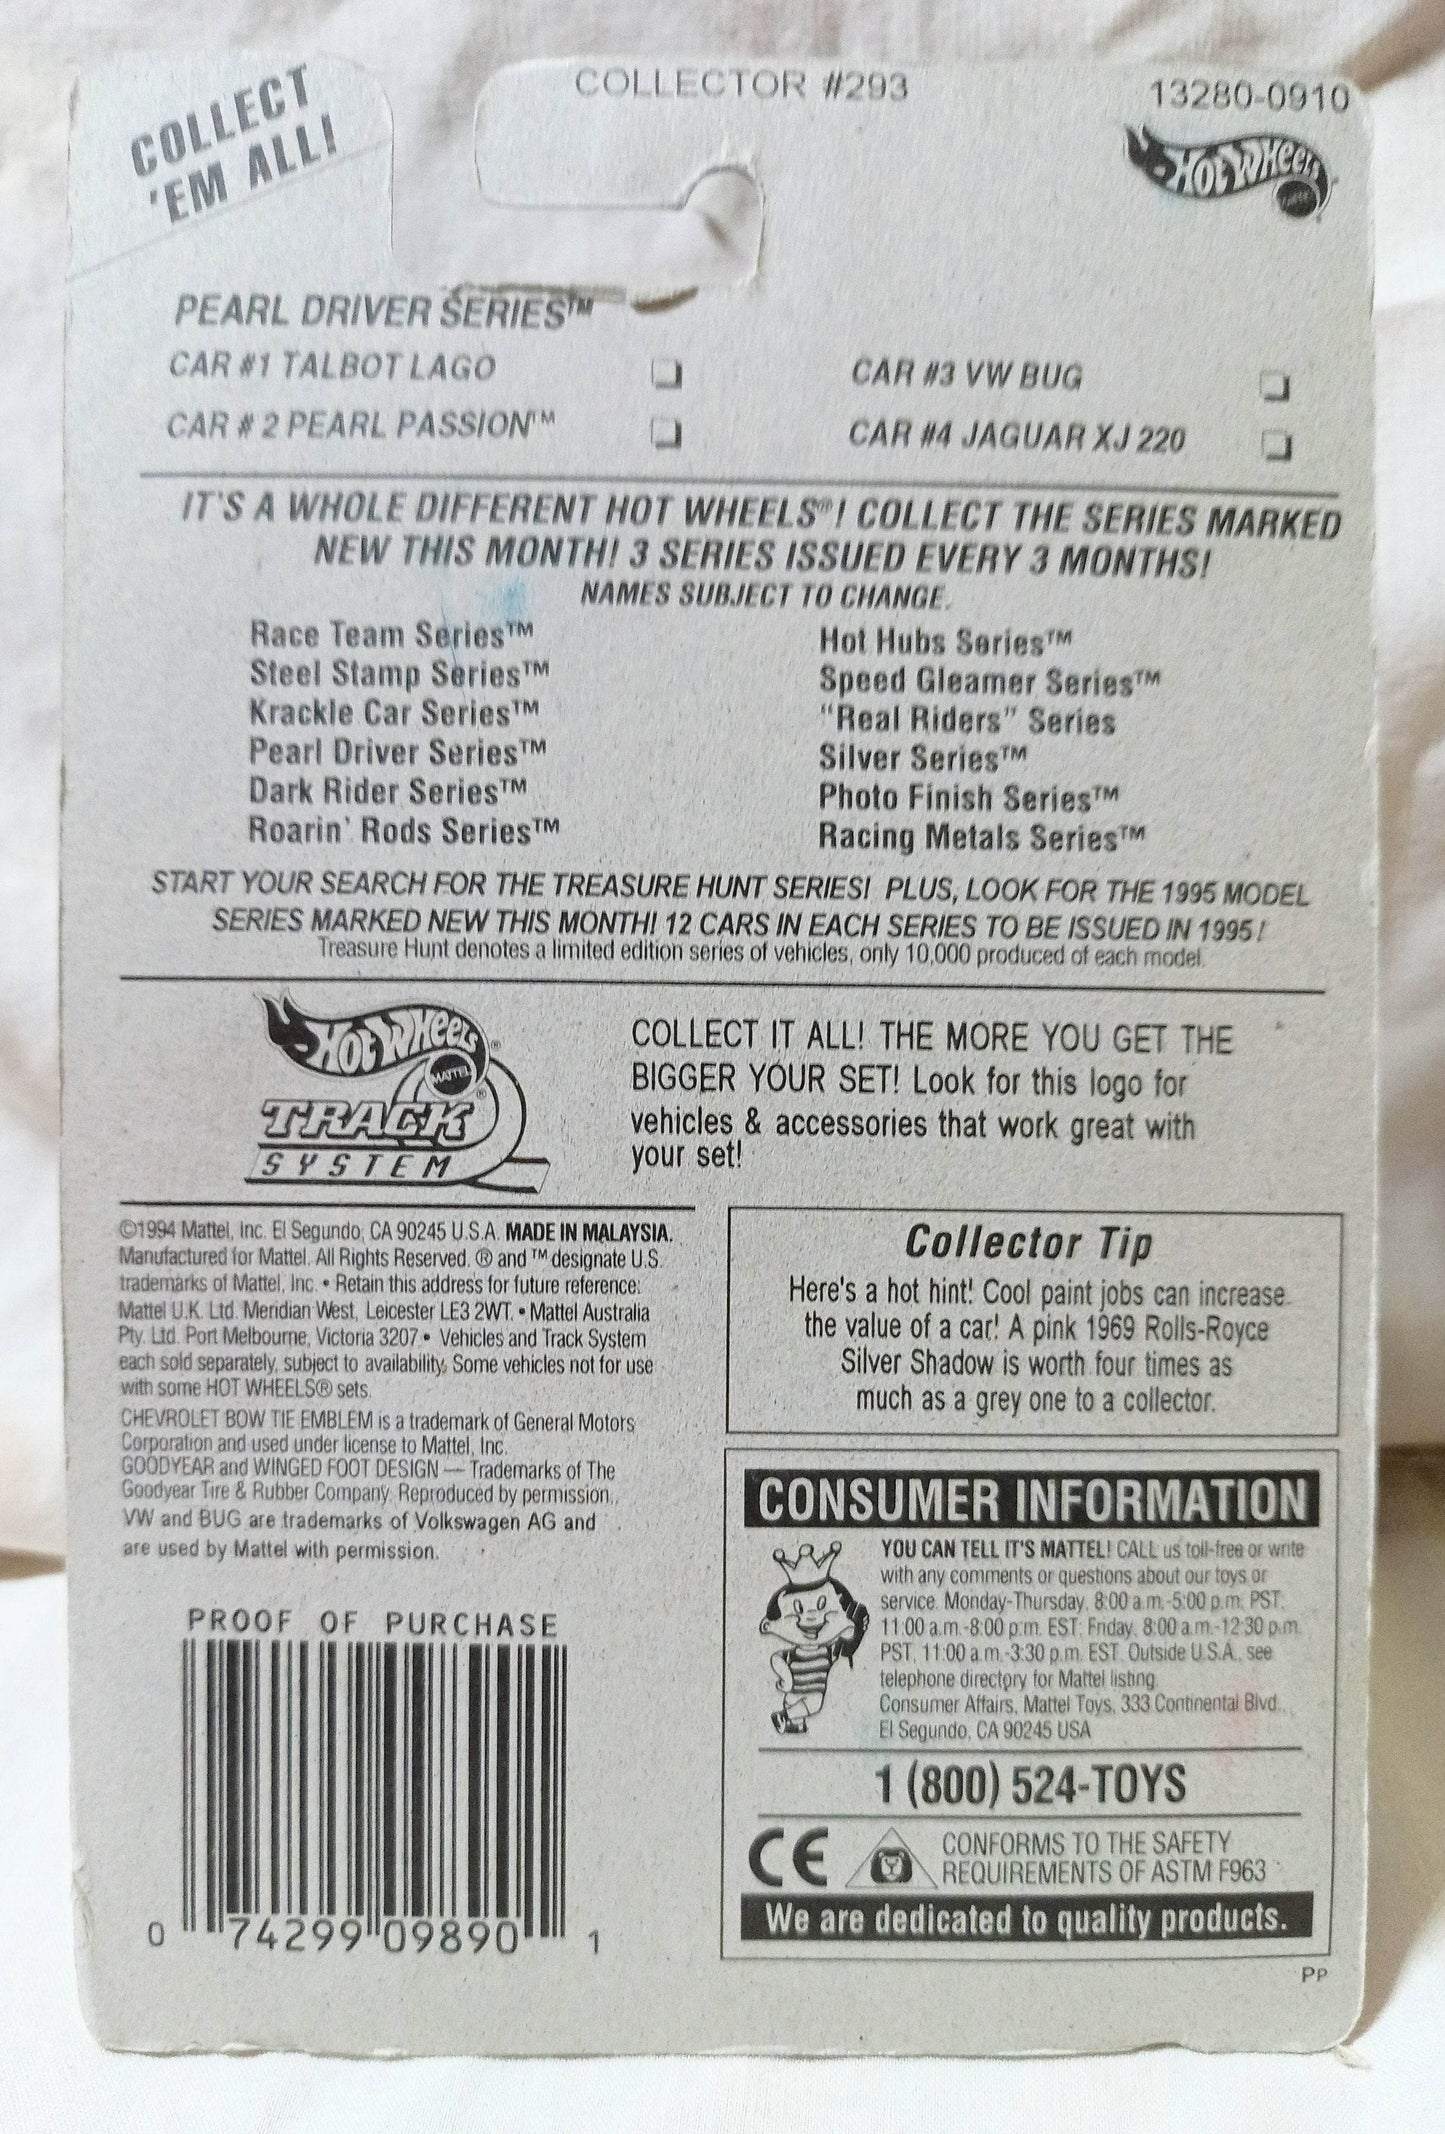 COLLECT
'EM ALL!
COLLECTOR #293
13280-0910
HOT WHEELS
PEARL DRIVER SERIES™
CAR #1 TALBOT LAGO ❏
CAR # 2 PEARL PASSION™ ❏
CAR #3 VW BUG ❏
CAR #4 JAGUAR XJ 220 ❏
IT'S A WHOLE DIFFERENT HOT WHEELS®! COLLECT THE SERIES MARKED
NEW THIS MONTH! 3 SERIES ISSUED EVERY 3 MONTHS!
NAMES SUBJECT TO CHANGE.
Race Team Series™
Steel Stamp Series™
Krackle Car Series™
Pearl Driver Series™
Dark Rider Series™
Roarin' Rods Series™
Hot Hubs Series™
Speed Gleamer Series™
"Real Riders" Series
Silver Series™
Photo Finish Series™
Racing Metals Series™
START YOUR SEARCH FOR THE TREASURE HUNT SERIES! PLUS, LOOK FOR THE 1995 MODEL
SERIES MARKED NEW THIS MONTH! 12 CARS IN EACH SERIES TO BE ISSUED IN 1995!
Treasure Hunt denotes a limited edition series of vehicles, only 10,000 produced of each model.
HOT WHEELS®
MATTEL®
TRACK
SYSTEM
COLLECT IT ALL! THE MORE YOU GET THE
BIGGER YOUR SET! Look for this logo for
vehicles & accessories that work great with
your set!
©1994 Mattel, Inc. El Segundo, CA 90245 U.S.A. MADE IN MALAYSIA.
Manufactured for Mattel. All Rights Reserved. ® and ™ designate U.S.
trademarks of Mattel, Inc. • Retain this address for future reference:
Mattel U.K. Ltd. Meridian West, Leicester LE3 2WT. • Mattel Australia
Pty. Ltd. Port Melbourne, Victoria 3207 • Vehicles and Track System
each sold separately, subject to availability. Some vehicles not for use
with some HOT WHEELS® sets.
CHEVROLET BOW TIE EMBLEM is a trademark of General Motors
Corporation and used under license to Mattel, Inc.
GOODYEAR and WINGED FOOT DESIGN — Trademarks of The
Goodyear Tire & Rubber Company. Reproduced by permission.
VW and BUG are trademarks of Volkswagen AG and
are used by Mattel with permission.
PROOF OF PURCHASE
0 74299 09890 1
Collector Tip
Here's a hot hint! Cool paint jobs can increase
the value of a car! A pink 1969 Rolls-Royce
Silver Shadow is worth four times as
much as a grey one to a collector.
CONSUMER INFORMATION
YOU CAN TELL IT'S MATTEL! CALL us toll-free or write
with any comments or questions about our toys or
service. Monday-Thursday, 8:00 a.m.-5:00 p.m. PST;
11:00 a.m.-8:00 p.m. EST; Friday, 8:00 a.m.-12:30 p.m.
PST, 11:00 a.m.-3:30 p.m. EST. Outside U.S.A., see
telephone directory for Mattel listing.
Consumer Affairs, Mattel Toys, 333 Continental Blvd.,
El Segundo, CA 90245 USA
1 (800) 524-TOYS
CE
CONFORMS TO THE SAFETY
REQUIREMENTS OF ASTM F963
We are dedicated to quality products.
PP